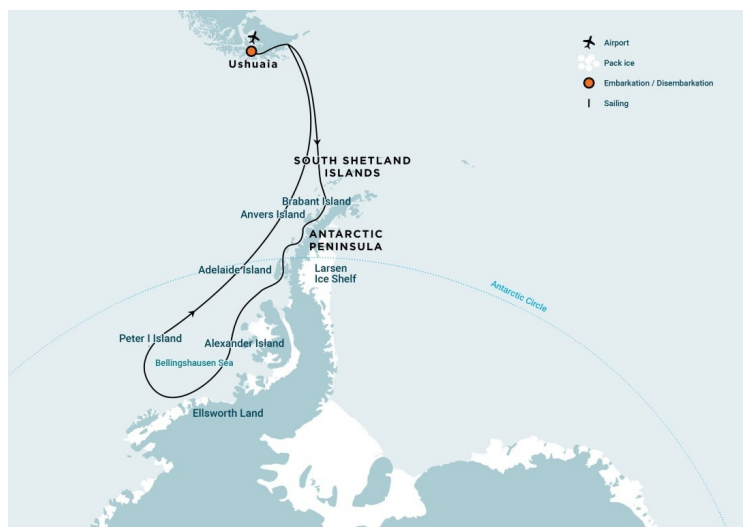 Airport
Pack ice
Embarkation / Disembarkation
Sailing
Ushuaia
SOUTH SHETLAND
ISLANDS
Brabant Island
Anvers Island
ANTARCTIC
PENINSULA
Adelaide Island
Larsen
Ice Shelf
Antarctic Circle
Peter I Island
Alexander Island
Bellingshausen Sea
Ellsworth Land